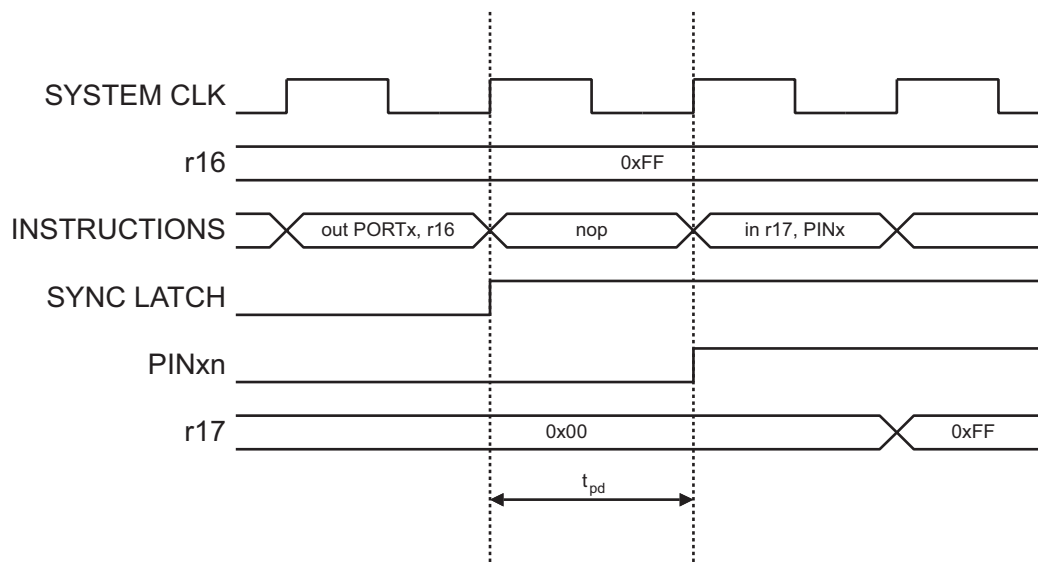 SYSTEM CLK
r16 0xFF
INSTRUCTIONS out PORTx, r16 nop in r17, PINx
SYNC LATCH
PINxn
r17 0x00 0xFF
tpd